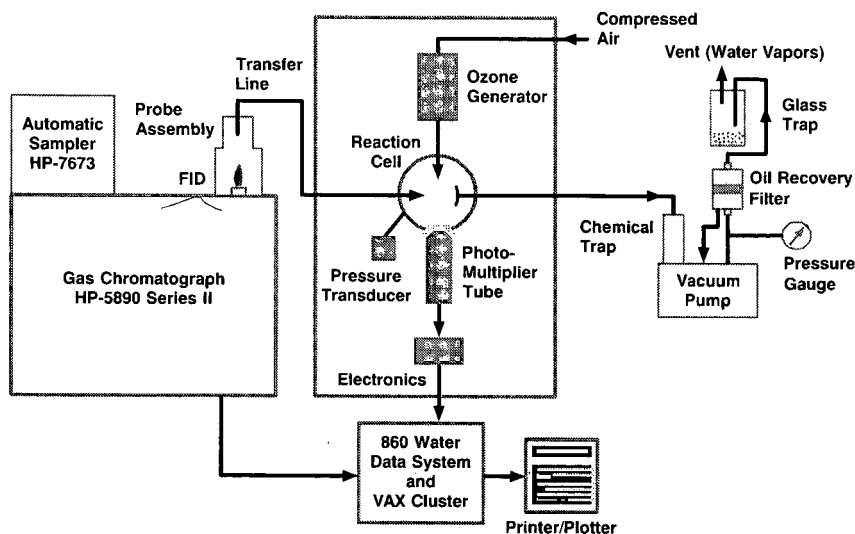 Compressed
Air
Vent (Water Vapors)
Transfer
Line
Ozone
Generator
Glass
Trap
Probe
Assembly
Automatic
Sampler
HP-7673
Reaction
Cell
FID
Oil Recovery
Filter
Chemical
Trap
Gas Chromatograph
HP-5890 Series II
Pressure
Transducer
Photo-
Multiplier
Tube
Vacuum
Pump
Pressure
Gauge
Electronics
860 Water
Data System
and
VAX Cluster
Printer/Plotter